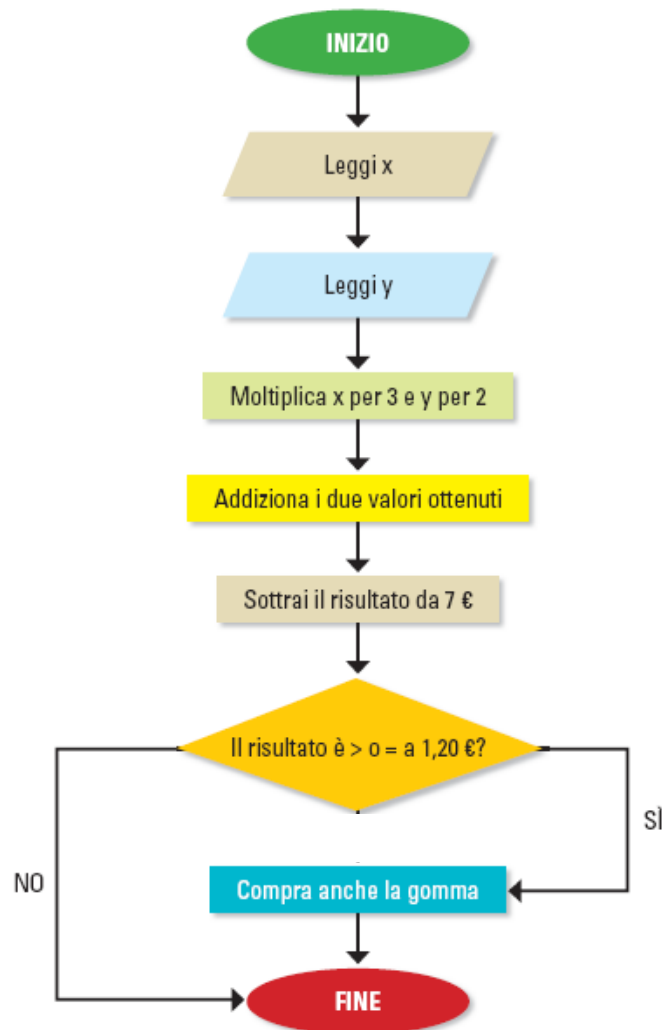 INIZIO
Leggi x
Leggi y
Moltiplica x per 3 e y per 2
Addiziona i due valori ottenuti
Sottrai il risultato da 7 €
Il risultato è > o = a 1,20 €?
SÌ
NO
Compra anche la gomma
FINE